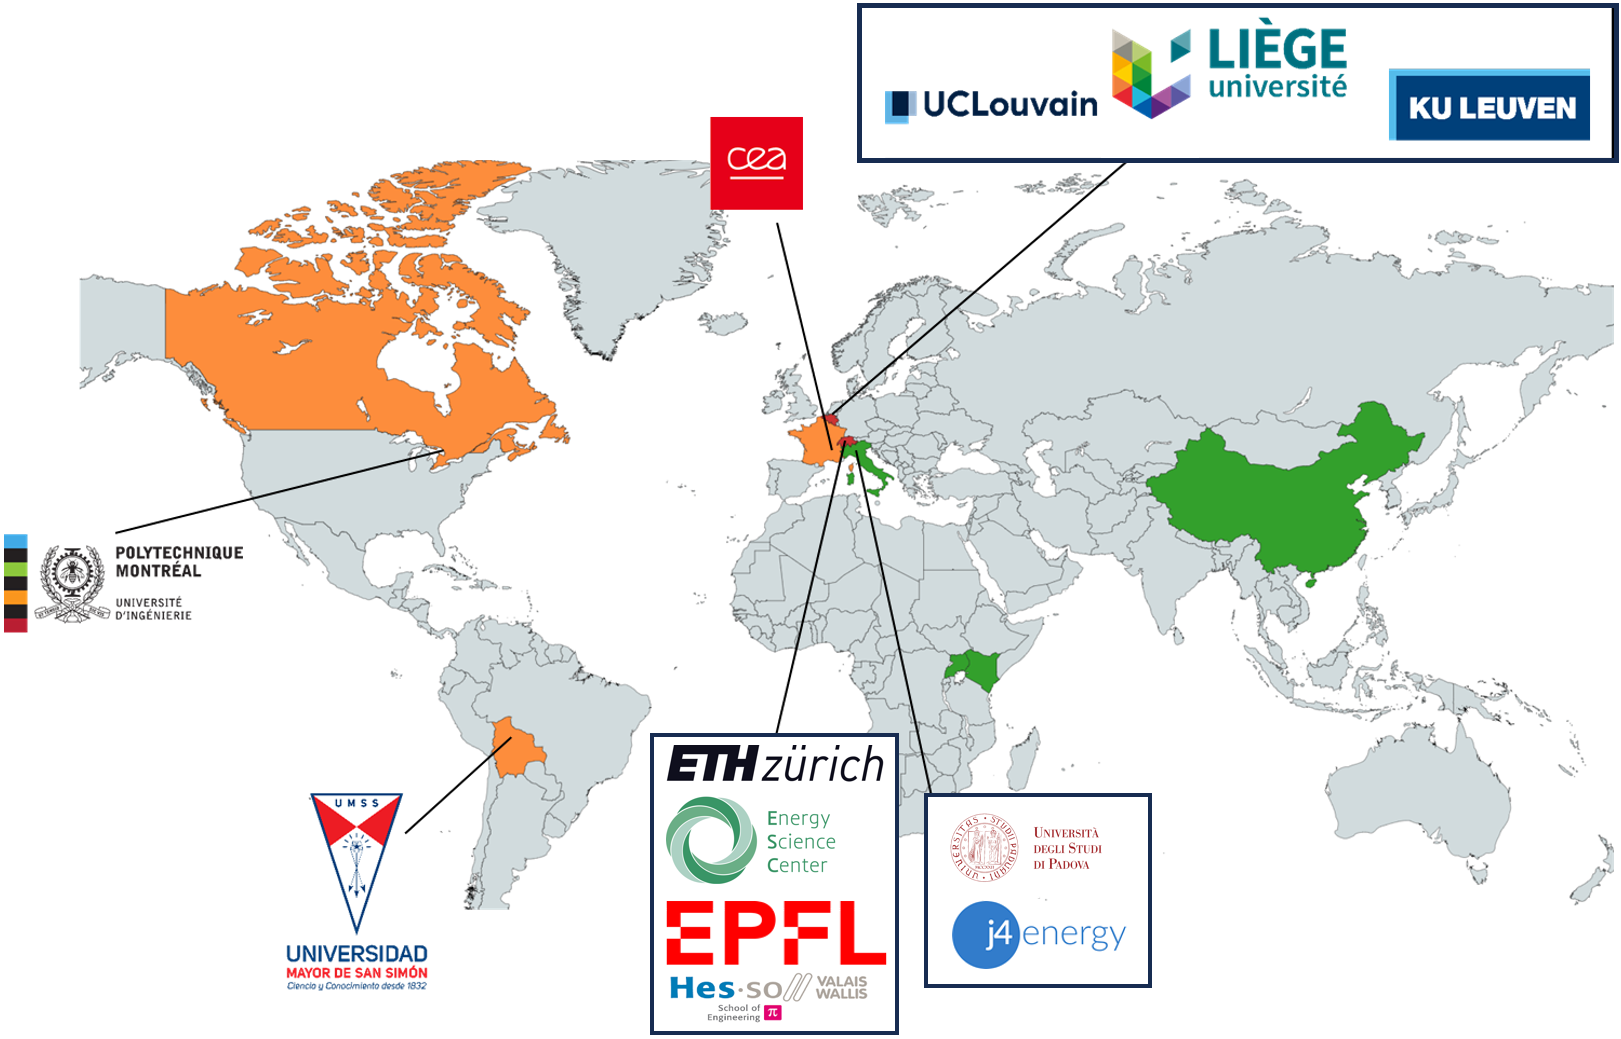 UCLouvain
LIÈGE
université
KU LEUVEN
cea
POLYTECHNIQUE
MONTRÉAL
UNIVERSITÉ
D'INGÉNIERIE
UMSS
UNIVERSIDAD
MAYOR DE SAN SIMÓN
Ciencia y Conocimiento desde 1832
ETH zürich
Energy
Science
Center
EPFL
Hes·so// VALAIS
WALLIS
School of
Engineering π
UNIVERSITÀ
DEGLI STUDI
DI PADOVA
j4energy